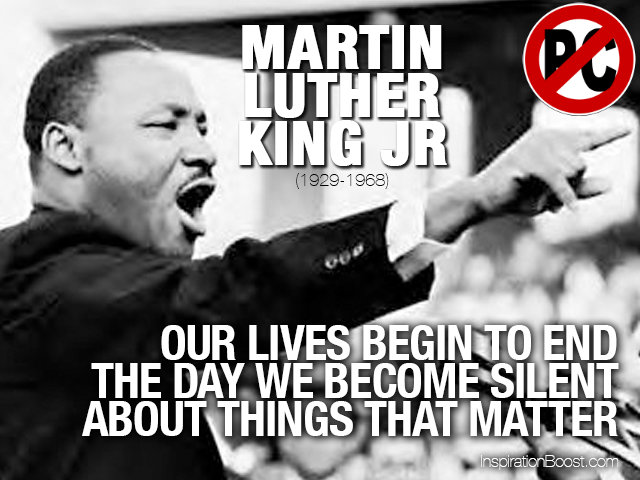 MARTIN
LUTHER
KING JR
(1929-1968)
PC
OUR LIVES BEGIN TO END
THE DAY WE BECOME SILENT
ABOUT THINGS THAT MATTER
InspirationBoost.com